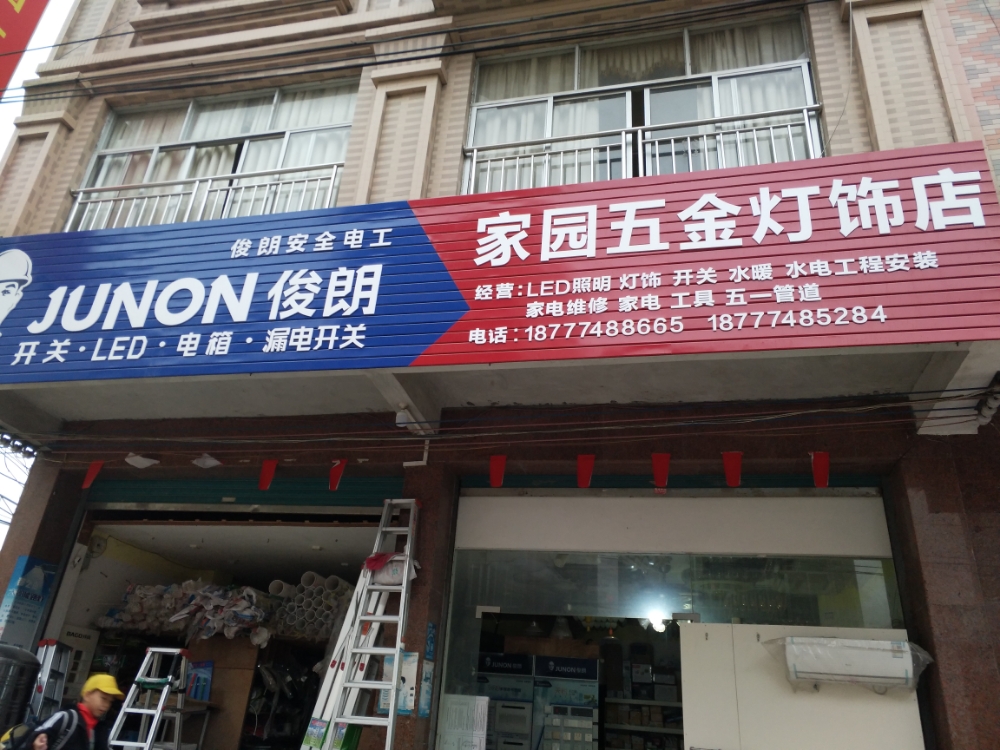 俊朗安全电工
JUNON 俊朗
开关·LED·电箱·漏电开关
家园五金灯饰店
经营:LED照明 灯饰 开关 水暖 水电工程安装
家电维修 家电 工具 五一管道
电话:18777488665 18777485284
JUNON
JUNON